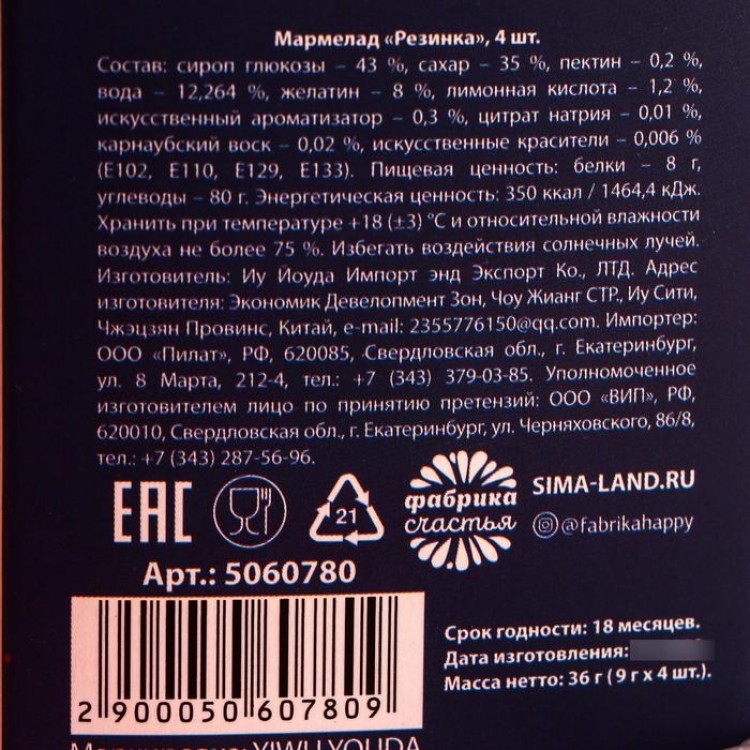 Мармелад «Резинка», 4 шт.
Состав: сироп глюкозы – 43 %, сахар – 35 %, пектин – 0,2 %,
вода – 12,264 %, желатин – 8 %, лимонная кислота – 1,2 %,
искусственный ароматизатор – 0,3 %, цитрат натрия – 0,01 %,
карнаубский воск – 0,02 %, искусственные красители – 0,006 %
(Е102, Е110, Е129, Е133). Пищевая ценность: белки – 8 г,
углеводы – 80 г. Энергетическая ценность: 350 ккал / 1464,4 кДж.
Хранить при температуре +18 (±3) °С и относительной влажности
воздуха не более 75 %. Избегать воздействия солнечных лучей.
Изготовитель: Иу Йоуда Импорт энд Экспорт Ко., ЛТД. Адрес
изготовителя: Экономик Девелопмент Зон, Чоу Жианг СТР., Иу Сити,
Чжэцзян Провинс, Китай, e-mail: 2355776150@qq.com. Импортер:
ООО «Пилат», РФ, 620085, Свердловская обл., г. Екатеринбург,
ул. 8 Марта, 212-4, тел.: +7 (343) 379-03-85. Уполномоченное
изготовителем лицо по принятию претензий: ООО «ВИП», РФ,
620010, Свердловская обл., г. Екатеринбург, ул. Черняховского, 86/8,
тел.: +7 (343) 287-56-96.
ЕАС
21
фабрика
счастья
SIMA-LAND.RU
@fabrikahappy
Арт.: 5060780
2 900050 607809
Срок годности: 18 месяцев.
Дата изготовления:
Масса нетто: 36 г (9 г х 4 шт.).
YIWU YOUDA